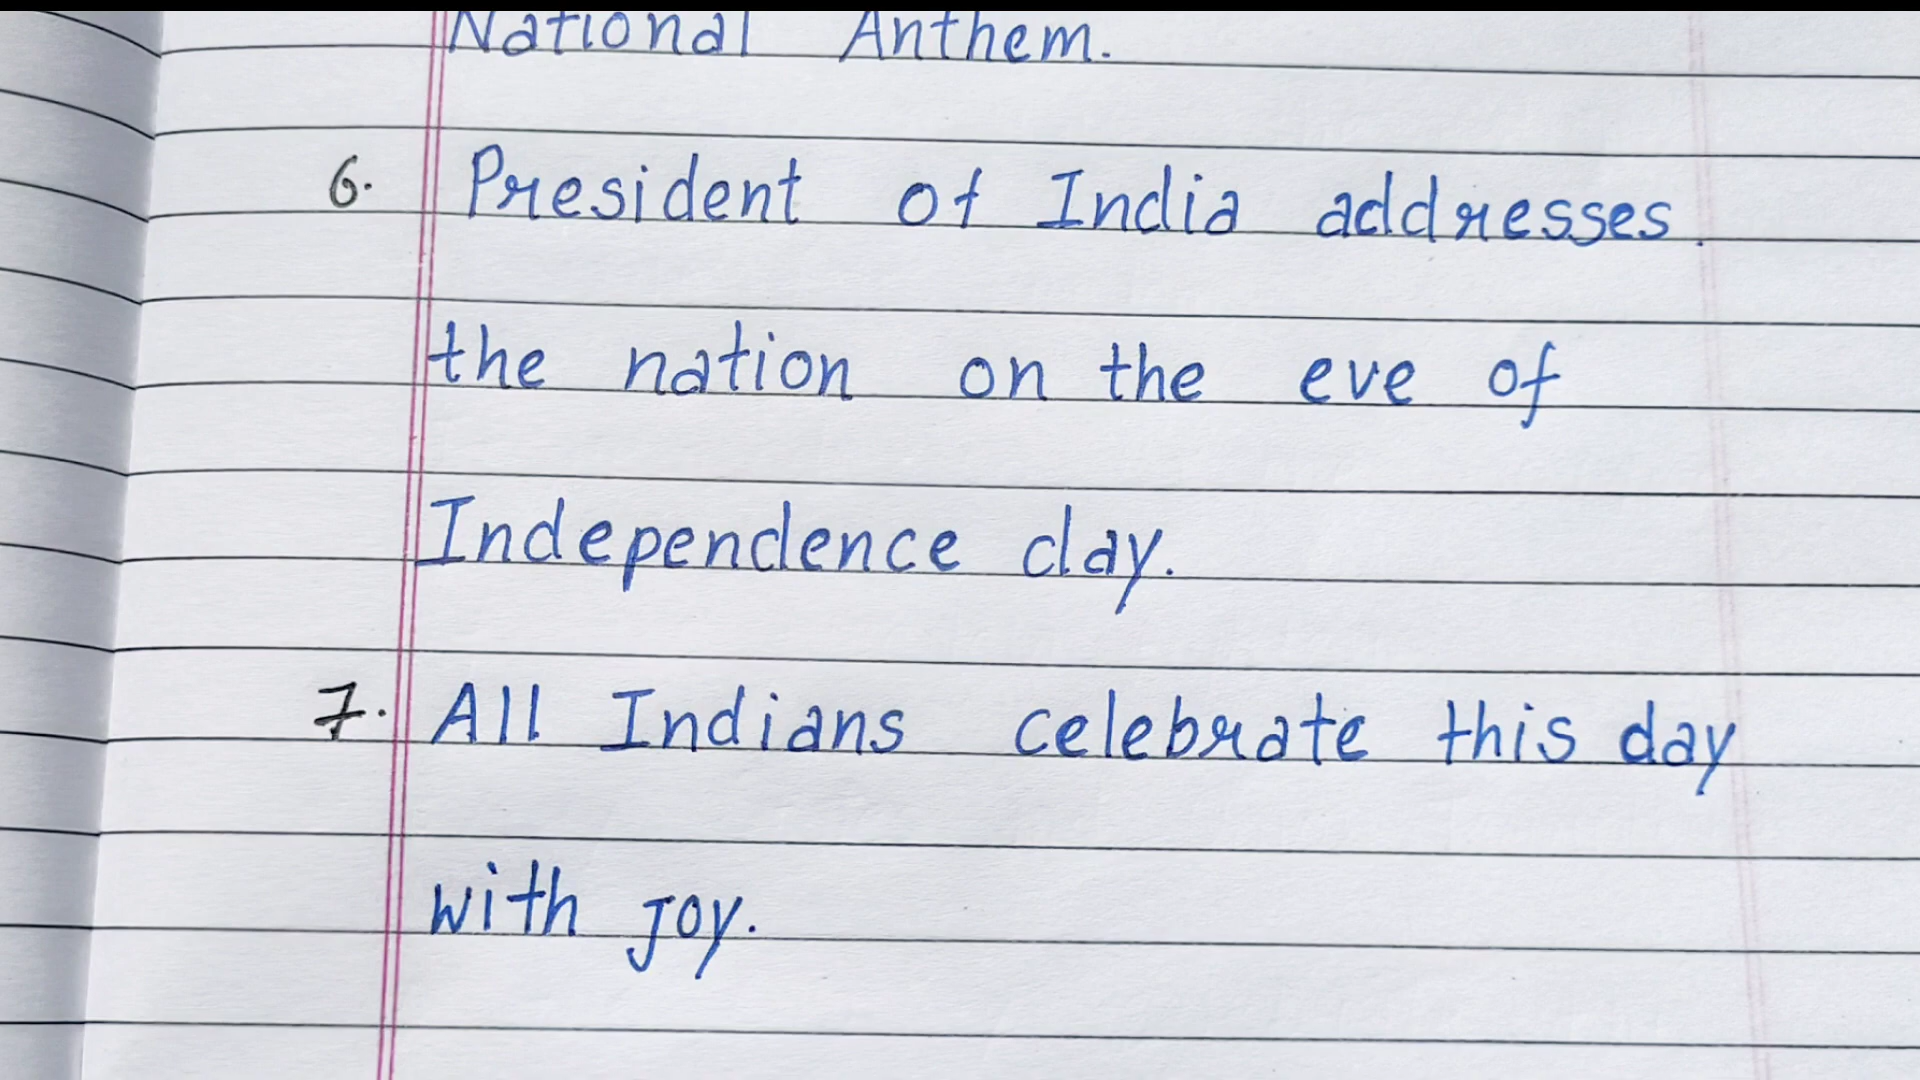 National Anthem.
6. President of India addresses.
the nation on the eve of
Independence day.
7. All Indians celebrate this day
with joy.